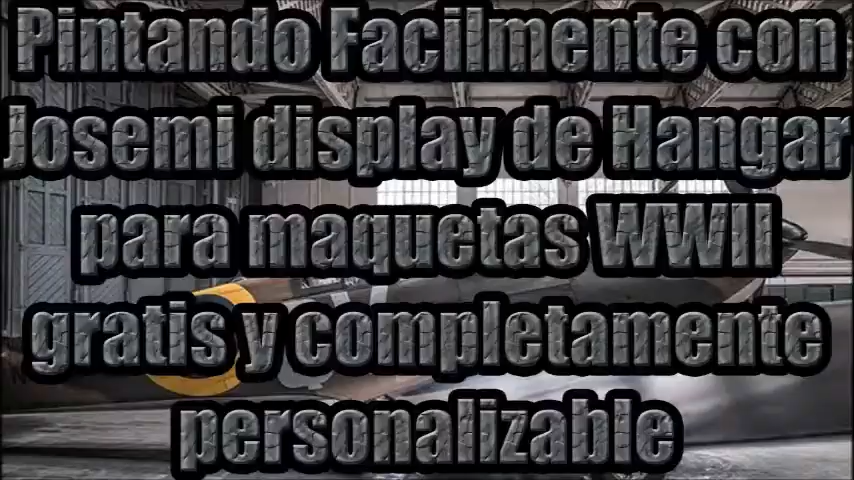 Pintando Facilmente con
Josemi display de Hangar
para maquetas WWII
gratis y completamente
personalizable